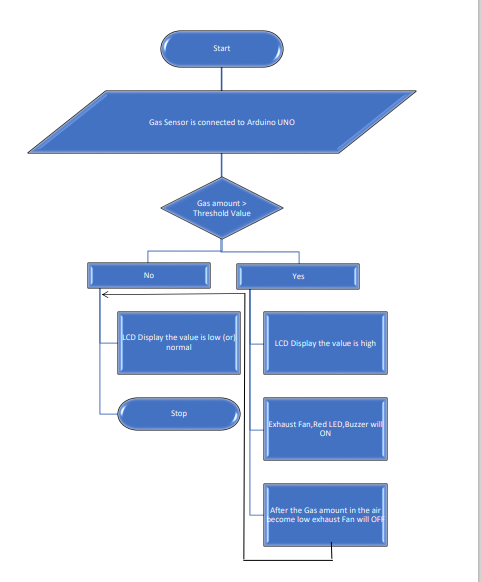 Start
Gas Sensor is connected to Arduino UNO
Gas amount >
Threshold Value
No
Yes
LCD Display the value is low (or)
normal
LCD Display the value is high
Stop
Exhaust Fan,Red LED,Buzzer will
ON
After the Gas amount in the air
become low exhaust Fan will OFF